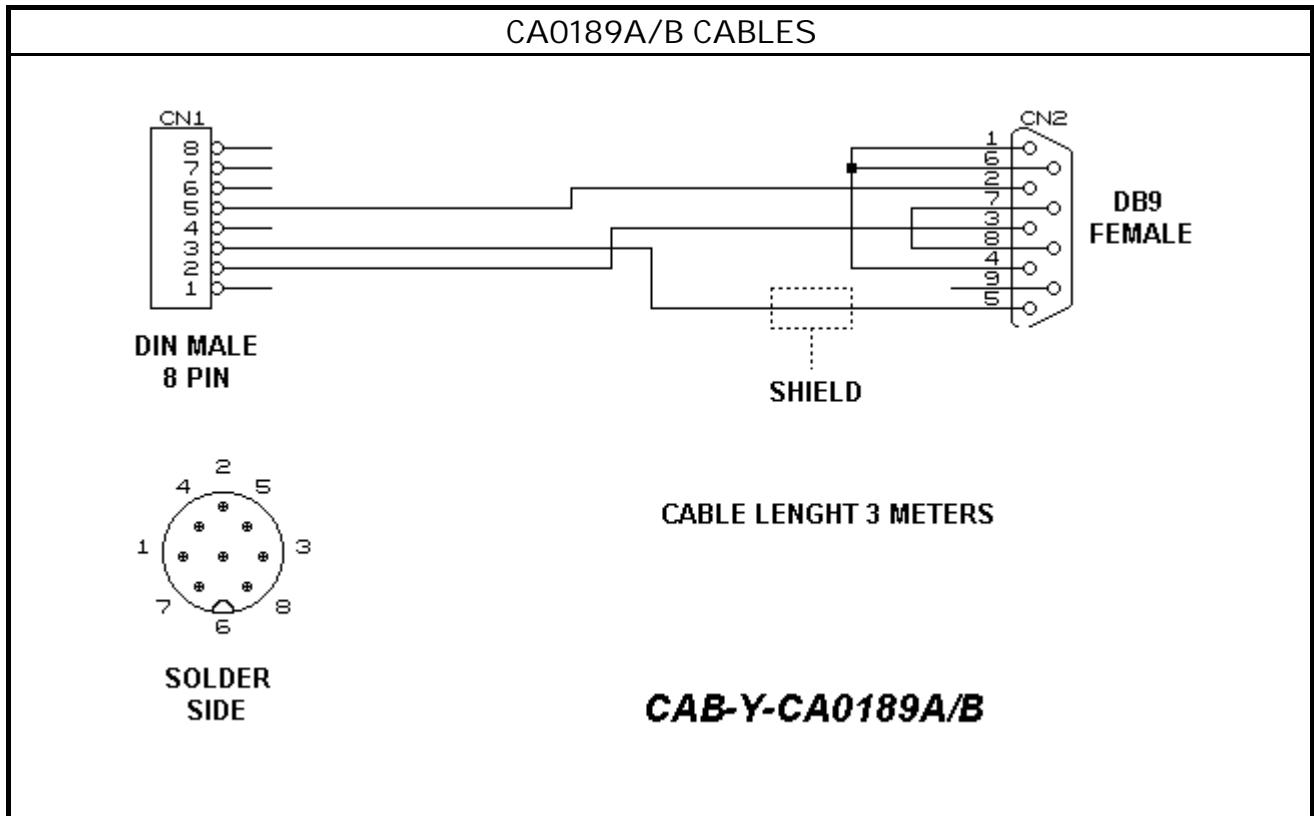 CA0189A/B CABLES
CN1
8
7
6
5
4
3
2
1
DIN MALE
8 PIN
CN2
1
6
2
7
3
8
4
9
5
DB9
FEMALE
SHIELD
2
4 5
1 3
7 8
6
SOLDER
SIDE
CABLE LENGHT 3 METERS
CAB-Y-CA0189A/B